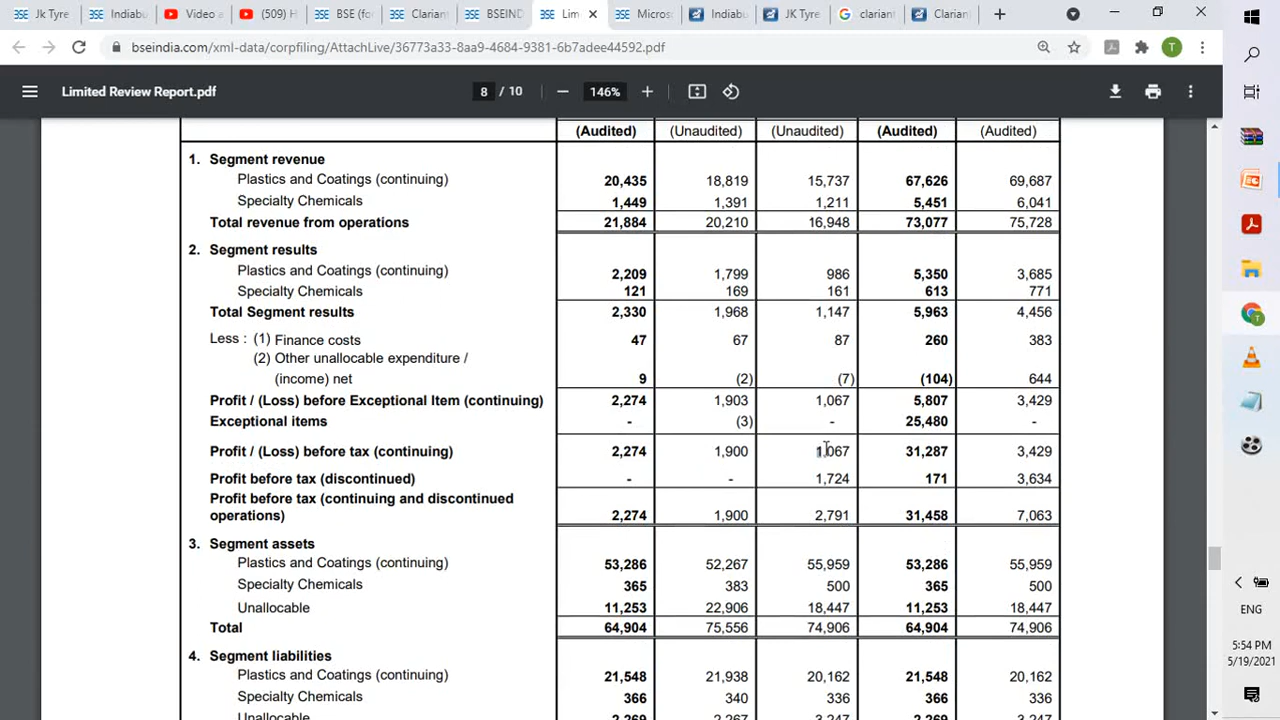 Jk Tyre
Indiab
Video a
(509) H
BSE (fo
Clarian
BSEIND
Lim
Micros
Indiab
JK Tyre
clarian
Clarian
bseindia.com/xml-data/corpfiling/AttachLive/36773a33-8aa9-4684-9381-6b7adee44592.pdf
T
Limited Review Report.pdf
8 / 10
146%
(Audited) (Unaudited) (Unaudited) (Audited) (Audited)
1. Segment revenue
Plastics and Coatings (continuing) 20,435 18,819 15,737 67,626 69,687
Specialty Chemicals 1,449 1,391 1,211 5,451 6,041
Total revenue from operations 21,884 20,210 16,948 73,077 75,728
2. Segment results
Plastics and Coatings (continuing) 2,209 1,799 986 5,350 3,685
Specialty Chemicals 121 169 161 613 771
Total Segment results 2,330 1,968 1,147 5,963 4,456
Less : (1) Finance costs 47 67 87 260 383
(2) Other unallocable expenditure /
(income) net 9 (2) (7) (104) 644
Profit / (Loss) before Exceptional Item (continuing) 2,274 1,903 1,067 5,807 3,429
Exceptional items - (3) - 25,480 -
Profit / (Loss) before tax (continuing) 2,274 1,900 1,067 31,287 3,429
Profit before tax (discontinued) - - 1,724 171 3,634
Profit before tax (continuing and discontinued
operations) 2,274 1,900 2,791 31,458 7,063
3. Segment assets
Plastics and Coatings (continuing) 53,286 52,267 55,959 53,286 55,959
Specialty Chemicals 365 383 500 365 500
Unallocable 11,253 22,906 18,447 11,253 18,447
Total 64,904 75,556 74,906 64,904 74,906
4. Segment liabilities
Plastics and Coatings (continuing) 21,548 21,938 20,162 21,548 20,162
Specialty Chemicals 366 340 336 366 336
Unallocable 2,269 2,267 3,247 2,269 3,247
ENG
5:54 PM
5/19/2021